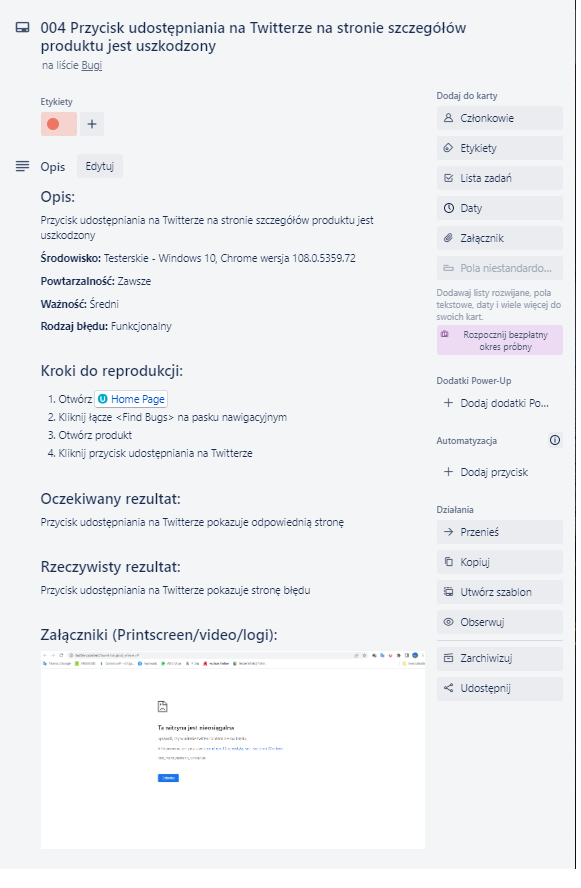 004 Przycisk udostępniania na Twitterze na stronie szczegółów
produktu jest uszkodzony
na liście Bugi
Etykiety
Opis
Edytuj
Opis:
Przycisk udostępniania na Twitterze na stronie szczegółów produktu jest
uszkodzony
Środowisko: Testerskie - Windows 10, Chrome wersja 108.0.5359.72
Powtarzalność: Zawsze
Ważność: Średni
Rodzaj błędu: Funkcjonalny
Kroki do reprodukcji:
1. Otwórz Home Page
2. Kliknij łącze <Find Bugs> na pasku nawigacyjnym
3. Otwórz produkt
4. Kliknij przycisk udostępniania na Twitterze
Oczekiwany rezultat:
Przycisk udostępniania na Twitterze pokazuje odpowiednią stronę
Rzeczywisty rezultat:
Przycisk udostępniania na Twitterze pokazuje stronę błędu
Załączniki (Printscreen/video/logi):
Ta witryna jest nieosiągalna
Dodaj do karty
Członkowie
Etykiety
Lista zadań
Daty
Załącznik
Pola niestandardo...
Dodawaj listy rozwijane, pola
tekstowe, daty i wiele więcej do
swoich kart.
Rozpocznij bezpłatny
okres próbny
Dodatki Power-Up
Dodaj dodatki Po...
Automatyzacja
Dodaj przycisk
Działania
Przenieś
Kopiuj
Utwórz szablon
Obserwuj
Zarchiwizuj
Udostępnij